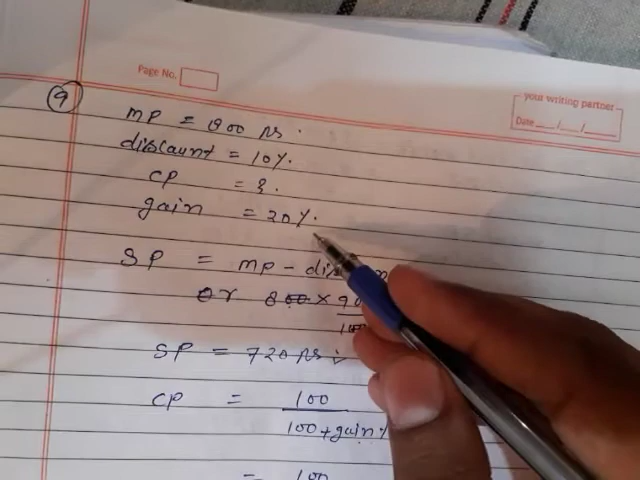 Page No.
your writing partner
Date
9
MP = 800 Rs.
discount = 10%.
CP = ?.
gain = 20%.
SP = MP -
or 800 × 90
100
SP = 720 Rs
CP = 100
100+gain%
= 100